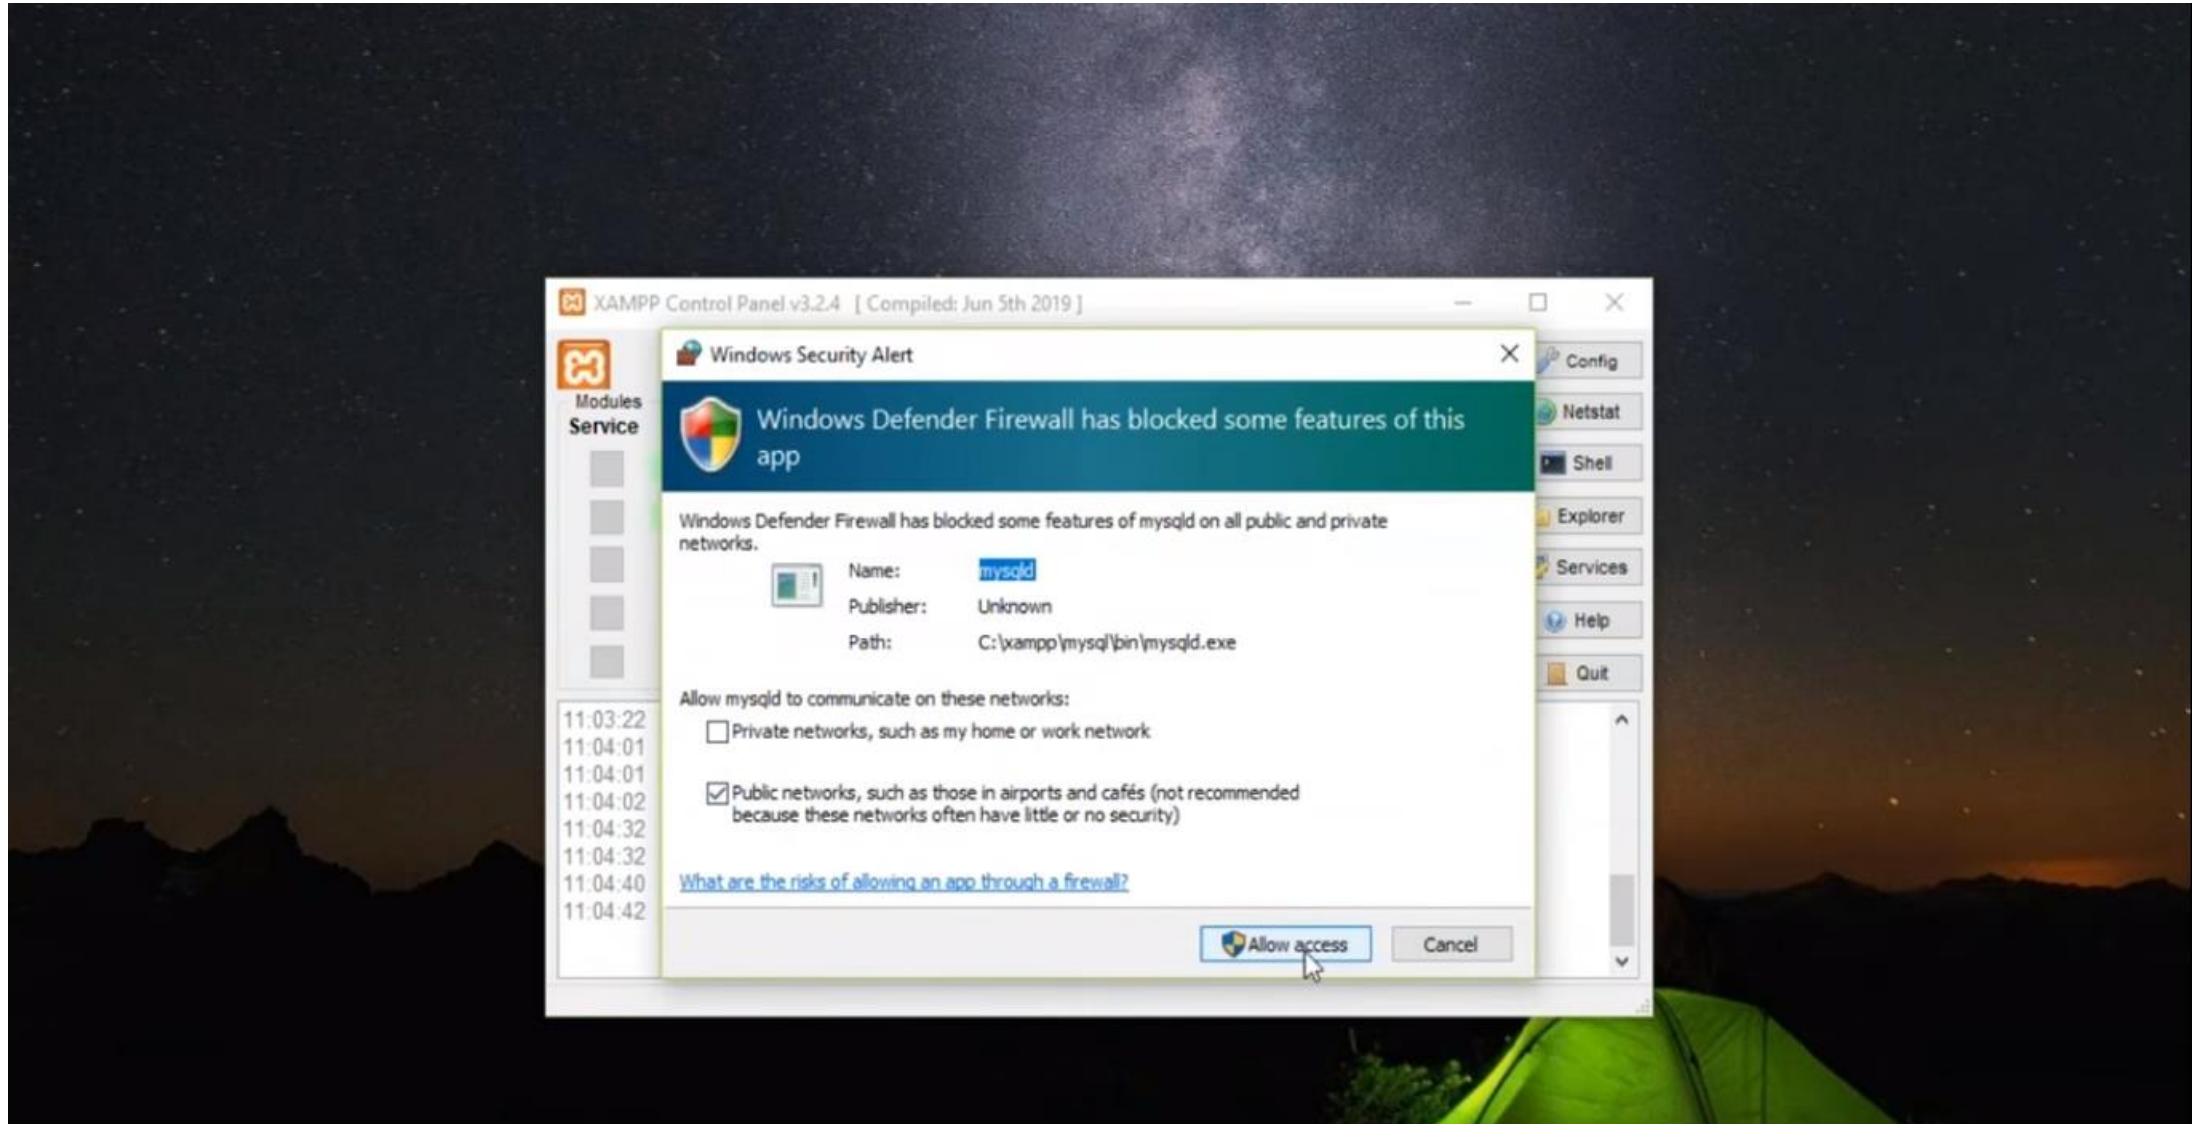 XAMPP Control Panel v3.2.4 [ Compiled: Jun 5th 2019 ]
Windows Security Alert
Config
Modules
Service
Windows Defender Firewall has blocked some features of this
app
Netstat
Shell
Explorer
Services
Help
Quit
Windows Defender Firewall has blocked some features of mysqld on all public and private
networks.
Name: mysqld
Publisher: Unknown
Path: C:\xampp\mysql\bin\mysqld.exe
Allow mysqld to communicate on these networks:
Private networks, such as my home or work network
Public networks, such as those in airports and cafés (not recommended
because these networks often have little or no security)
What are the risks of allowing an app through a firewall?
Allow access
Cancel
11:03:22
11:04:01
11:04:01
11:04:02
11:04:32
11:04:32
11:04:40
11:04:42